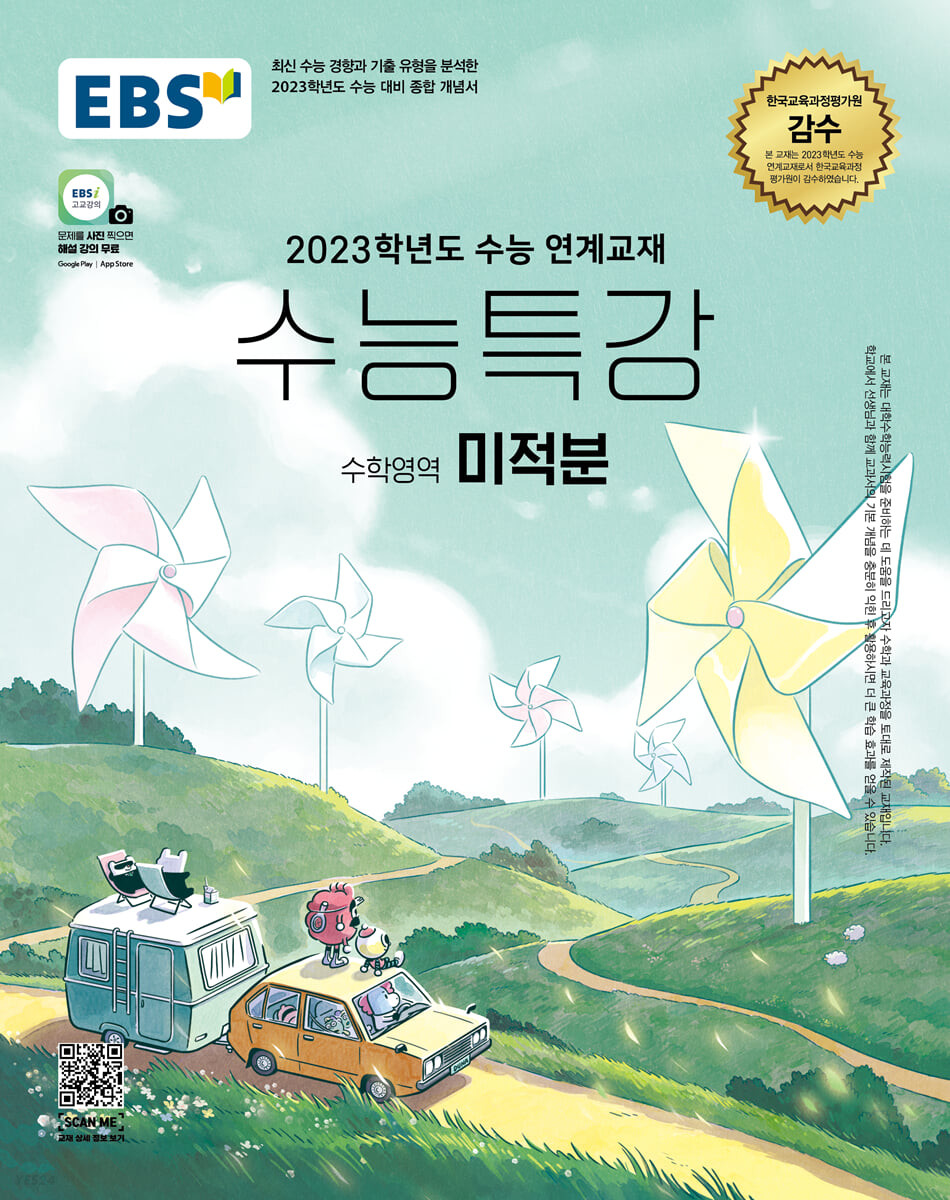 EBS
최신 수능 경향과 기출 유형을 분석한
2023학년도 수능 대비 종합 개념서
한국교육과정평가원
감수
본 교재는 2023학년도 수능
연계교재로서 한국교육과정
평가원이 감수하였습니다.
EBSi
고교강의
문제를 사진 찍으면
해설 강의 무료
Google Play | App Store
2023학년도 수능 연계교재
수능특강
수학영역 미적분
본 교재는 대학수학능력시험을 준비하는 데 도움을 드리고자 수학과 교육과정을 토대로 제작된 교재입니다.
학교에서 선생님과 함께 교과서의 기본 개념을 충분히 익힌 후 활용하시면 더 큰 학습 효과를 얻을 수 있습니다.
SCAN ME
교재 상세 정보 보기
YES24